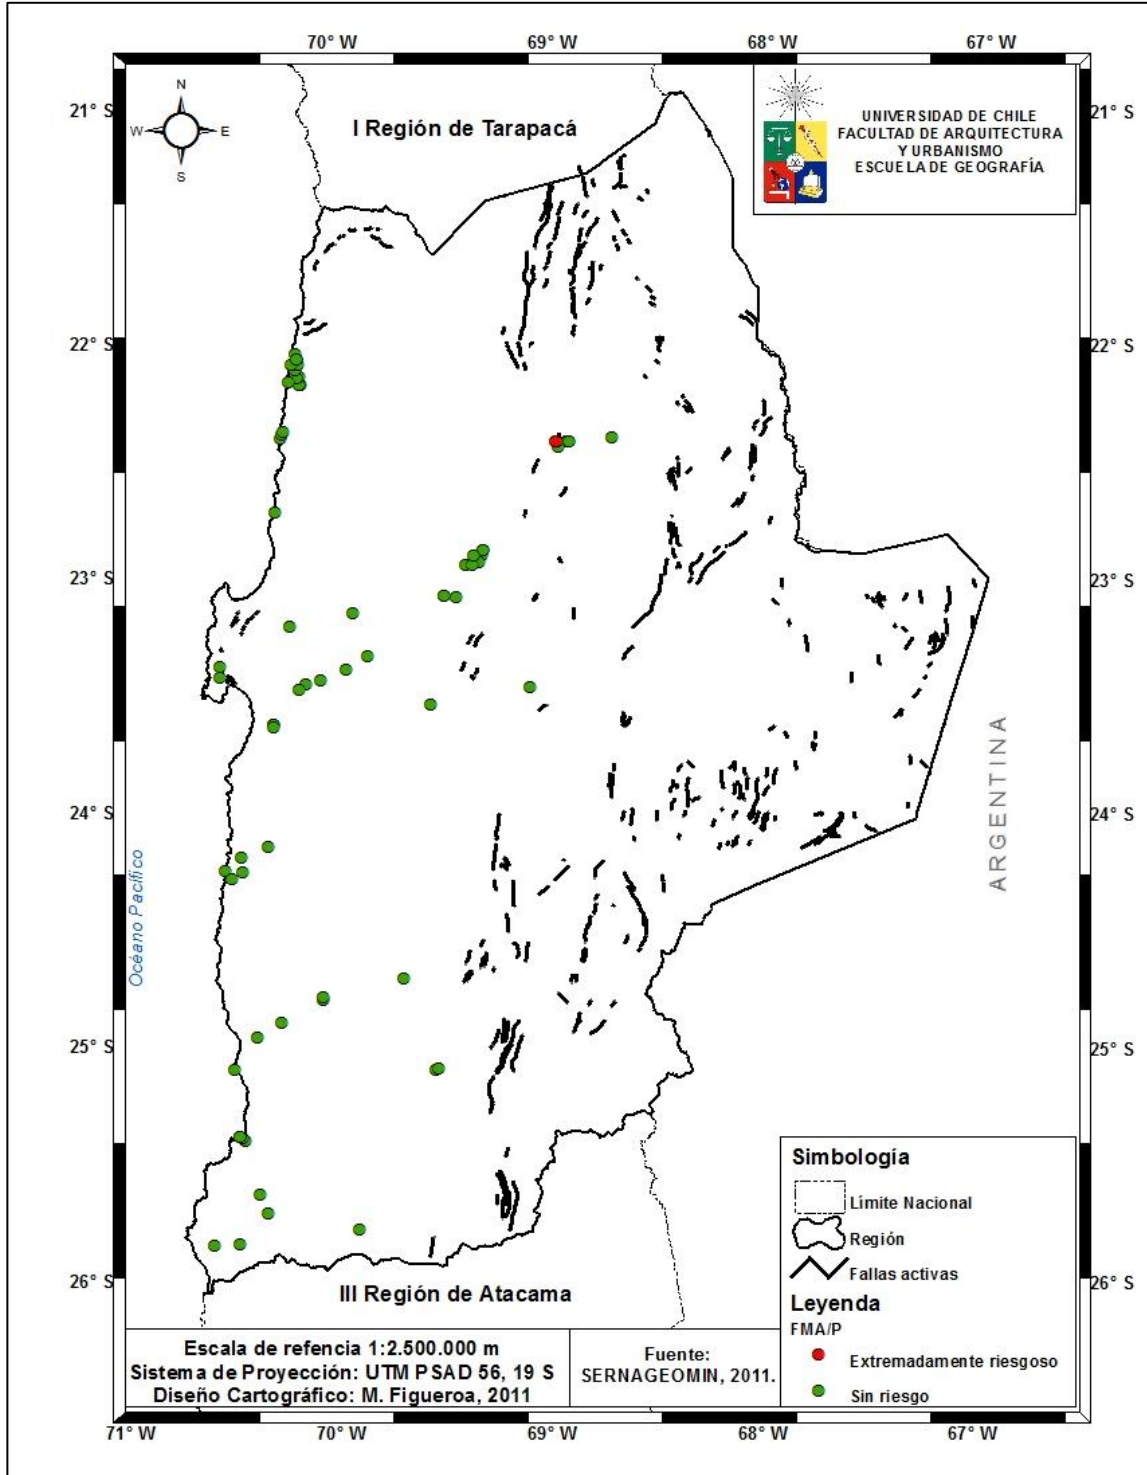 70° W
69° W
68° W
67° W
21° S
21° S
N
W
E
S
I Región de Tarapacá
UNIVERSIDAD DE CHILE
FACULTAD DE ARQUITECTURA
Y URBANISMO
ESCUELA DE GEOGRAFÍA
22° S
22° S
23° S
23° S
24° S
24° S
ARGENTINA
Océano Pacífico
25° S
25° S
26° S
26° S
III Región de Atacama
Simbología
Límite Nacional
Región
Fallas activas
Leyenda
FMA/P
Extremadamente riesgoso
Sin riesgo
Escala de refencia 1:2.500.000 m
Sistema de Proyección: UTM PSAD 56, 19 S
Diseño Cartográfico: M. Figueroa, 2011
Fuente:
SERNAGEOMIN, 2011.
71° W
70° W
69° W
68° W
67° W